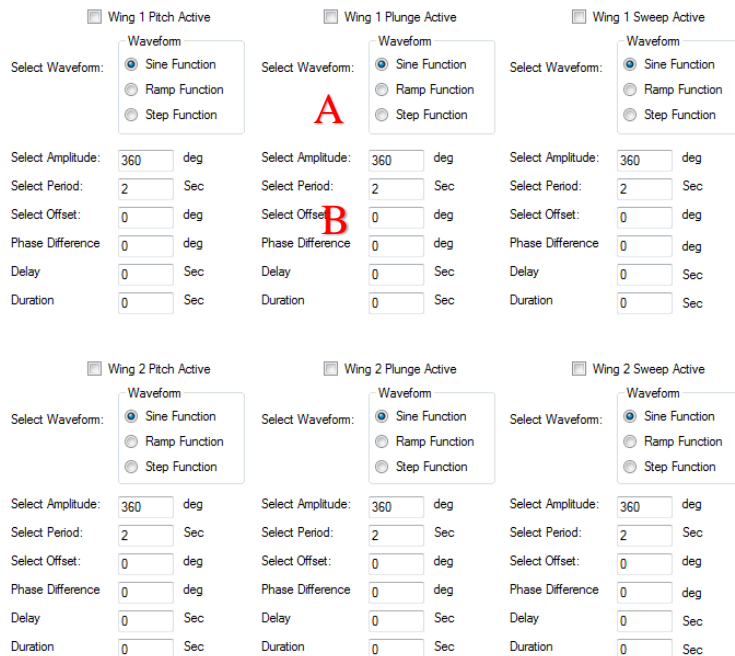 Wing 1 Pitch Active Wing 1 Plunge Active Wing 1 Sweep Active
Waveform Waveform Waveform
Select Waveform: Sine Function Select Waveform: Sine Function Select Waveform: Sine Function
Ramp Function Ramp Function Ramp Function
A
Step Function Step Function Step Function
Select Amplitude: 360 deg Select Amplitude: 360 deg Select Amplitude: 360 deg
Select Period: 2 Sec Select Period: 2 Sec Select Period: 2 Sec
Select Offset: 0 deg Select Offset 0 deg Select Offset: 0 deg
B
Phase Difference 0 deg Phase Difference 0 deg Phase Difference 0 deg
Delay 0 Sec Delay 0 Sec Delay 0 Sec
Duration 0 Sec Duration 0 Sec Duration 0 Sec
Wing 2 Pitch Active Wing 2 Plunge Active Wing 2 Sweep Active
Waveform Waveform Waveform
Select Waveform: Sine Function Select Waveform: Sine Function Select Waveform: Sine Function
Ramp Function Ramp Function Ramp Function
Step Function Step Function Step Function
Select Amplitude: 360 deg Select Amplitude: 360 deg Select Amplitude: 360 deg
Select Period: 2 Sec Select Period: 2 Sec Select Period: 2 Sec
Select Offset: 0 deg Select Offset: 0 deg Select Offset: 0 deg
Phase Difference 0 deg Phase Difference 0 deg Phase Difference 0 deg
Delay 0 Sec Delay 0 Sec Delay 0 Sec
Duration 0 Sec Duration 0 Sec Duration 0 Sec